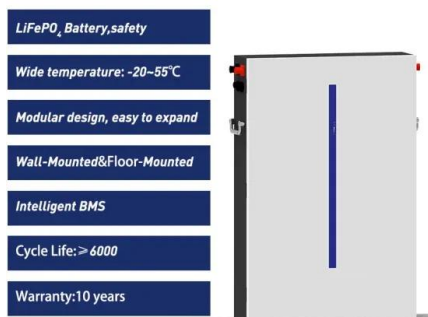 LiFePO₄ Battery,safety
Wide temperature: -20~55℃
Modular design, easy to expand
Wall-Mounted&Floor-Mounted
Intelligent BMS
Cycle Life:≥6000
Warranty:10 years